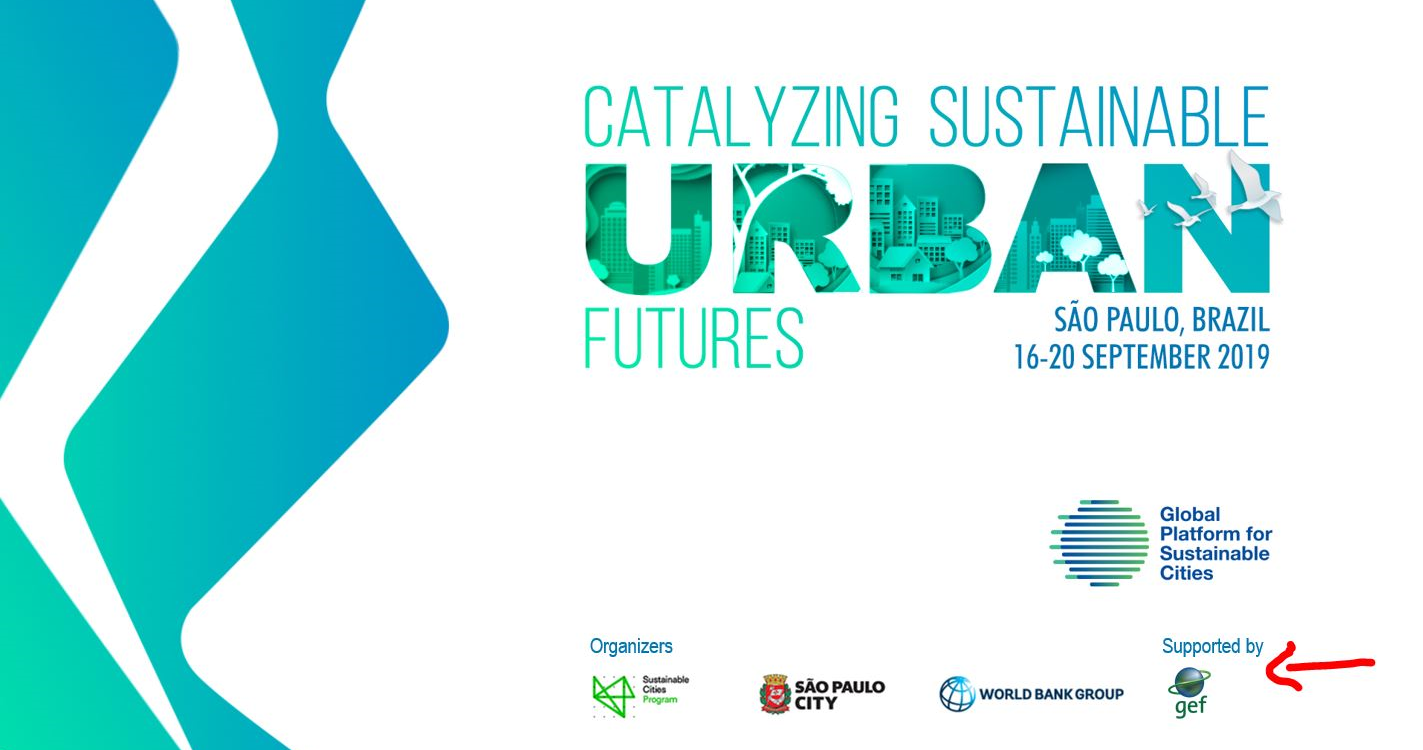 CATALYZING SUSTAINABLE
URBAN
FUTURES
SÃO PAULO, BRAZIL
16-20 SEPTEMBER 2019
Global
Platform for
Sustainable
Cities
Organizers
Supported by
Sustainable
Cities
Program
SÃO PAULO
CITY
WORLD BANK GROUP
gef